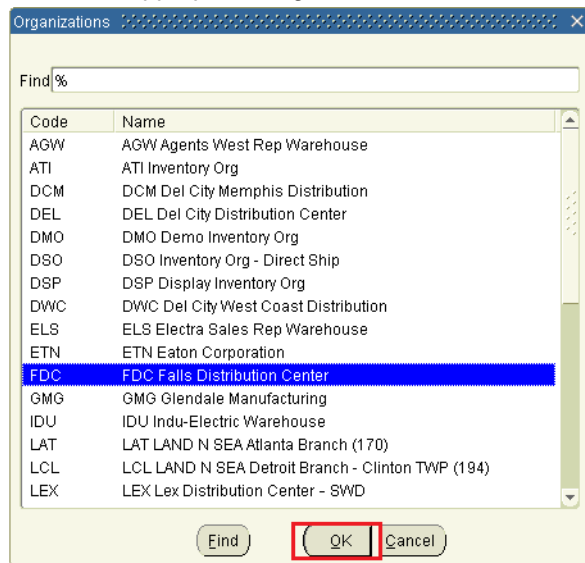 Organizations
Find %
Code Name
AGW AGW Agents West Rep Warehouse
ATI ATI Inventory Org
DCM DCM Del City Memphis Distribution
DEL DEL Del City Distribution Center
DMO DMO Demo Inventory Org
DSO DSO Inventory Org - Direct Ship
DSP DSP Display Inventory Org
DWC DWC Del City West Coast Distribution
ELS ELS Electra Sales Rep Warehouse
ETN ETN Eaton Corporation
FDC FDC Falls Distribution Center
GMG GMG Glendale Manufacturing
IDU IDU Indu-Electric Warehouse
LAT LAT LAND N SEA Atlanta Branch (170)
LCL LCL LAND N SEA Detroit Branch - Clinton TWP (194)
LEX LEX Lex Distribution Center - SWD
Find OK Cancel